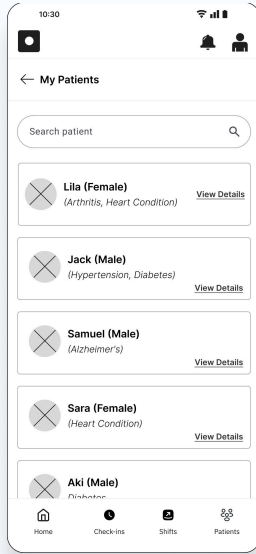 10:30
My Patients
Search patient
Lila (Female)
(Arthritis, Heart Condition)
View Details
Jack (Male)
(Hypertension, Diabetes)
View Details
Samuel (Male)
(Alzheimer's)
View Details
Sara (Female)
(Heart Condition)
View Details
Aki (Male)
Diabetes
Home Check-ins Shifts Patients